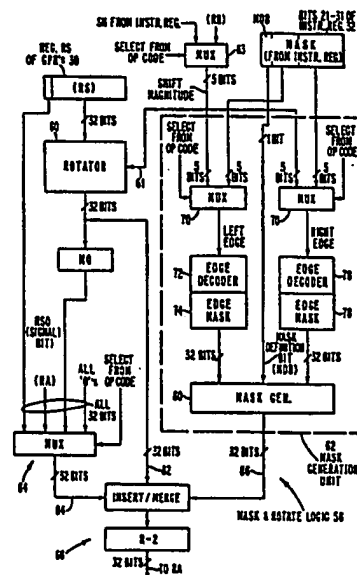 SH FROM INSTR. REG.
(RB)
MDB
BITS 21-31 OF
INSTR. REG 32
SELECT FROM
OP CODE
MUX
63
MASK
(FROM INSTR. REG)
REG. RS
OF GPR's 30
(RS)
5 BITS
SHIFT
MAGNITUDE
32 BITS
60
ROTATOR
61
SELECT FROM
OP CODE
1 BIT
SELECT
FROM
OP CODE
5
BITS
5
BITS
5
BITS
5
BITS
MUX
70
MUX
70
32 BITS
LEFT
EDGE
RIGHT
EDGE
MQ
72
EDGE
DECODER
EDGE
DECODER
76
74
EDGE
MASK
EDGE
MASK
78
RSO
(SIGNAL)
BIT)
(RA)
ALL
'0's
SELECT FROM
OP CODE
32 BITS
MASK
DEFINITION
BIT
(MDB)
32 BITS
ALL
32 BITS
80
MASK GEN.
MUX
64
32 BITS
32 BITS
82
32 BITS
86
62
MASK
GENERATION
UNIT
84
INSERT/MERGE
MASK & ROTATE LOGIC 56
66
R-2
32 BITS
TO RA